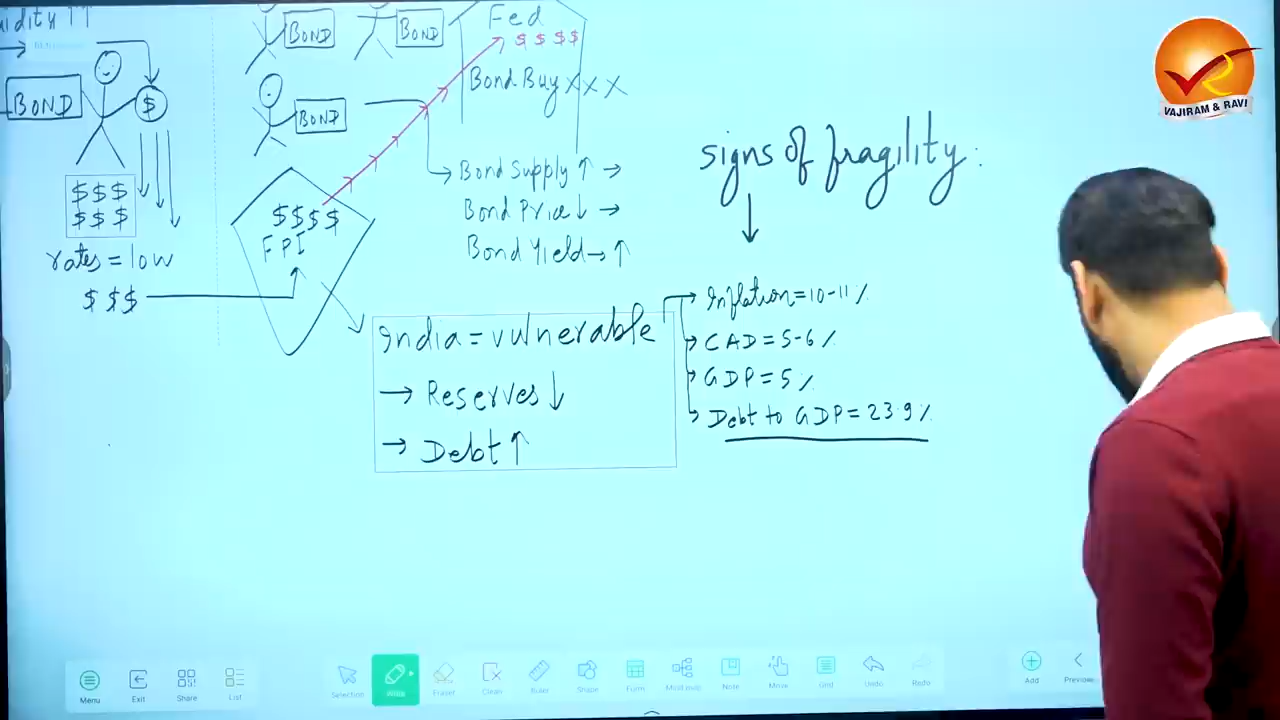 uidity ↑↑
BOND
$
$$$
$$$
rates = low
$ $$
BOND
BOND
BOND
Fed
$ $ $$
Bond Buy X X X
Bond Supply ↑ →
Bond Price ↓ →
Bond Yield → ↑
$$$$
FPI
India = vulnerable
→ Reserves ↓
→ Debt ↑
signs of fragility:
Inflation = 10-11%
CAD = 5-6%
GDP = 5%
Debt to GDP = 23.9%
VAJIRAM & RAVI
Menu
Exit
Share
List
Selection
Write
Eraser
Clean
Ruler
Shape
Form
Mind map
Note
Move
Grid
Undo
Redo
Add
Previous